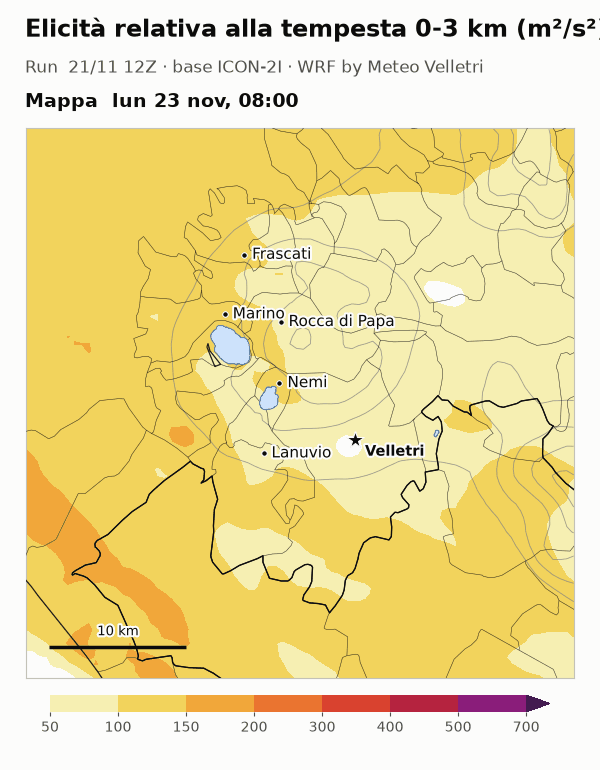 Elicità relativa alla tempesta 0-3 km (m²/s²)
Run  21/11 12Z · base ICON-2I · WRF by Meteo Velletri
Mappa  lun 23 nov, 08:00
Frascati
Marino
Rocca di Papa
Nemi
Lanuvio
Velletri
10 km
50 100 150 200 300 400 500 700